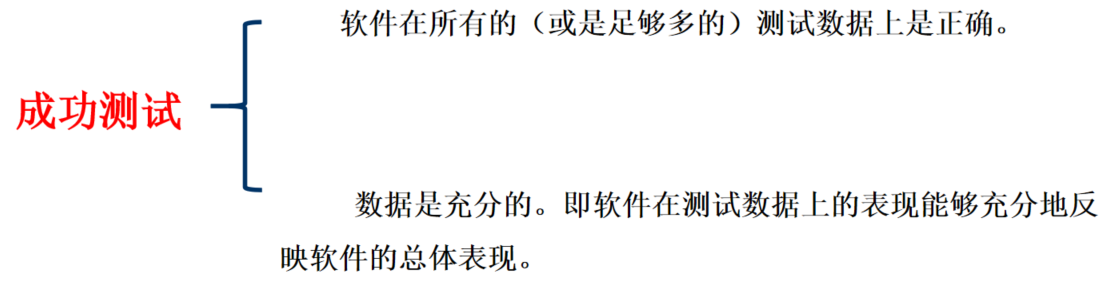 软件在所有的（或是足够多的）测试数据上是正确。
成功测试
数据是充分的。即软件在测试数据上的表现能够充分地反
映软件的总体表现。